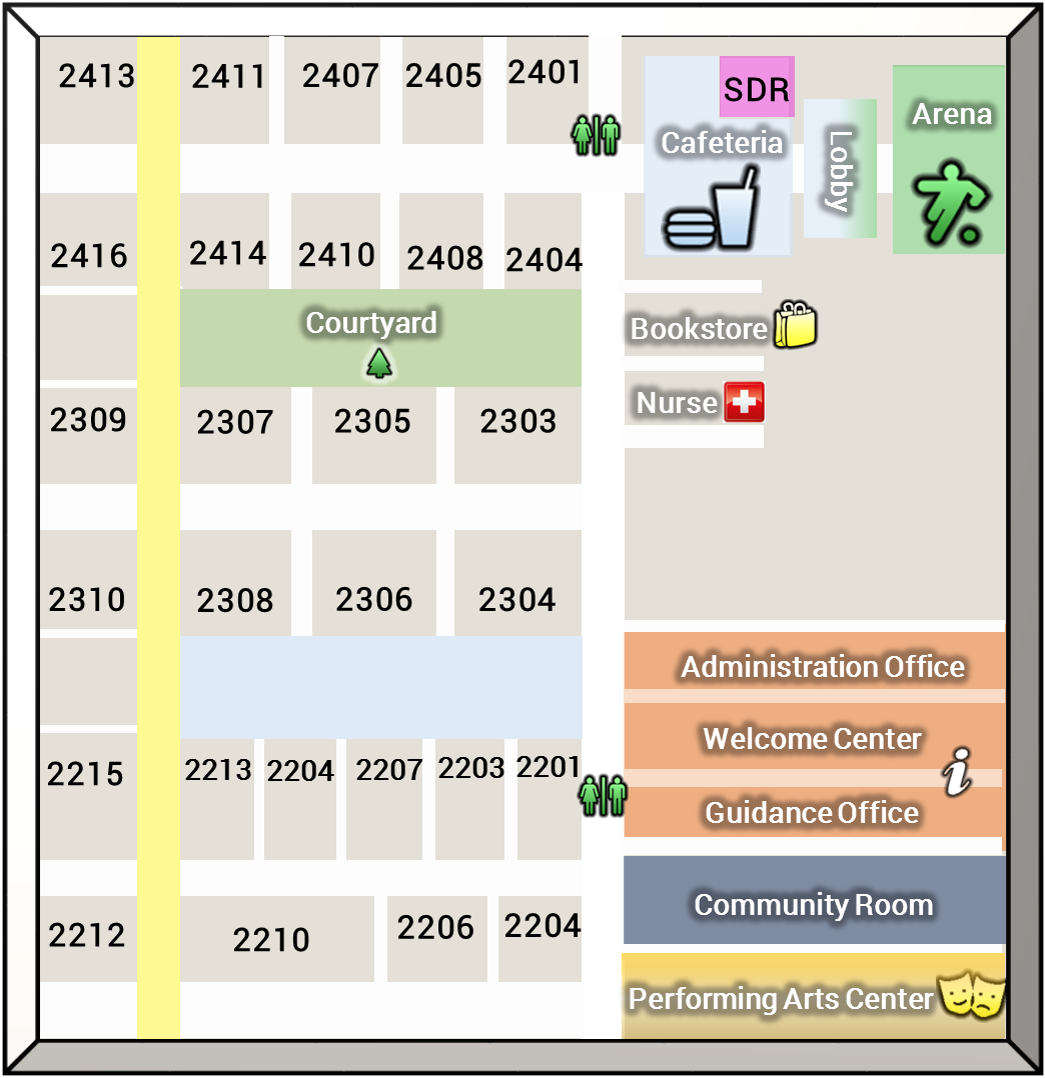 2413 2411 2407 2405 2401
SDR
Arena
Cafeteria
Lobby
2416 2414 2410 2408 2404
Courtyard
Bookstore
Nurse
2309 2307 2305 2303
2310 2308 2306 2304
Administration Office
Welcome Center
i
2215 2213 2204 2207 2203 2201
Guidance Office
Community Room
2212 2210 2206 2204
Performing Arts Center